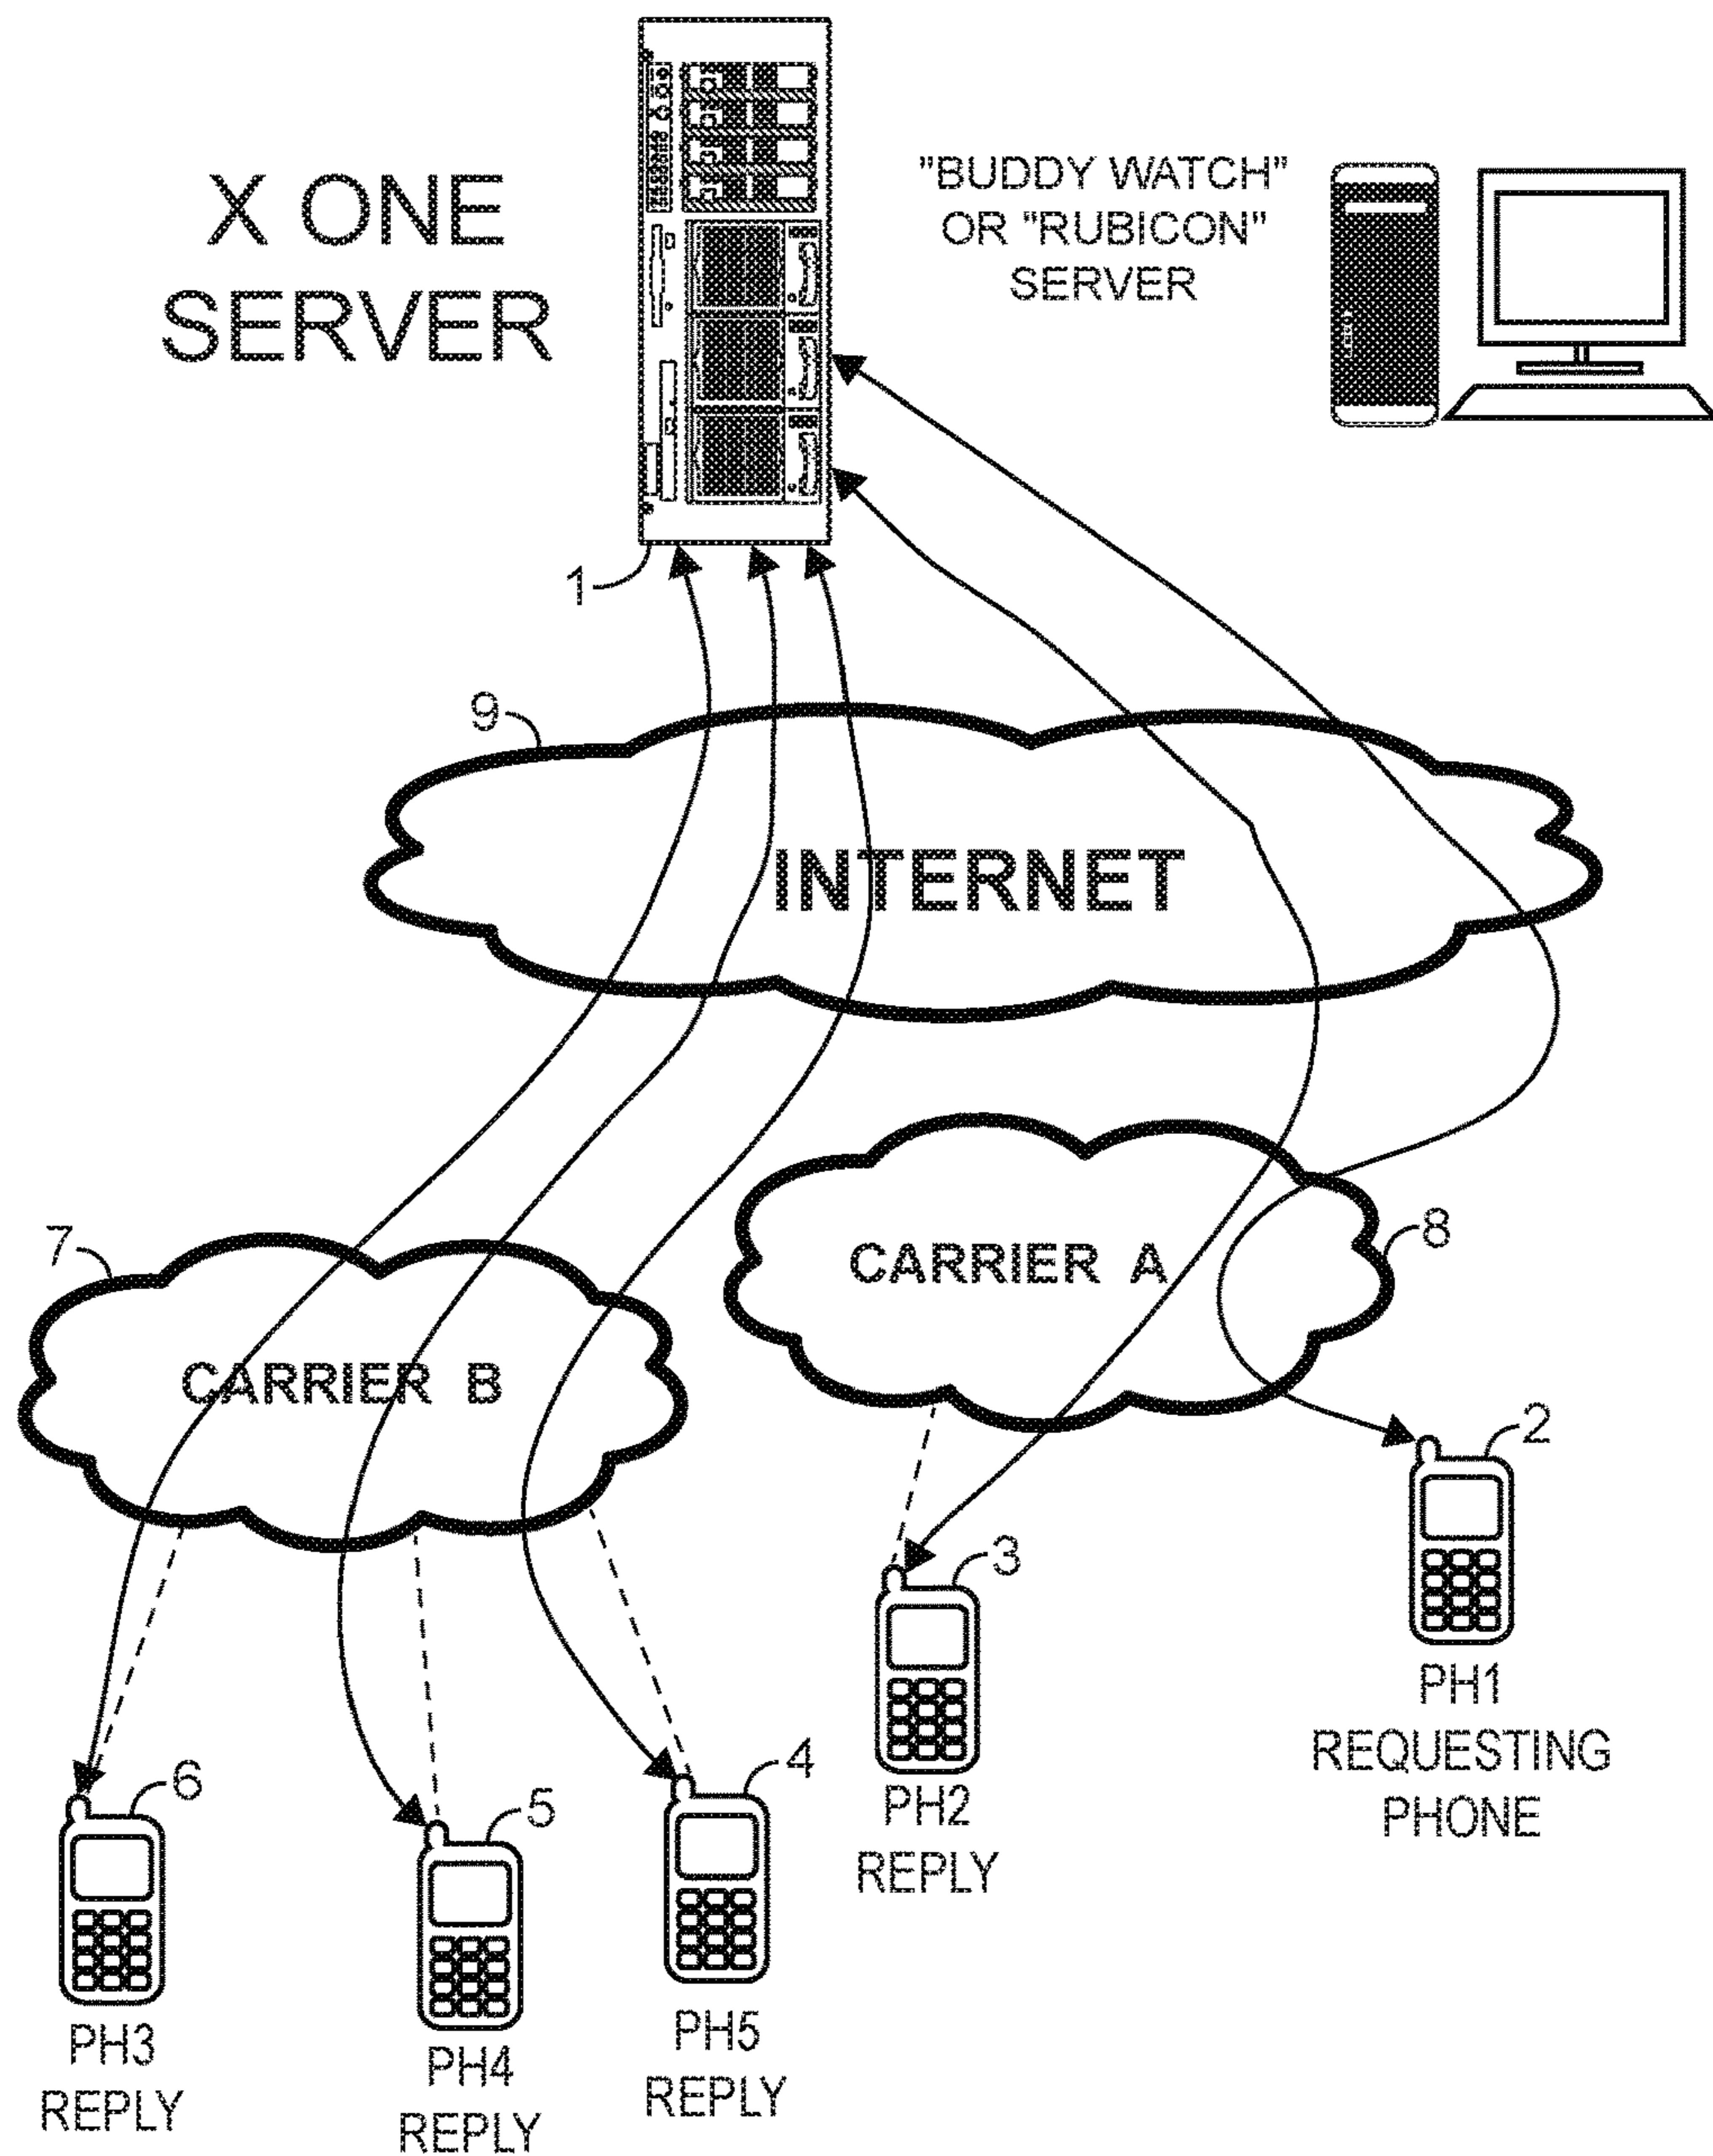 X ONE
SERVER
"BUDDY WATCH"
OR "RUBICON"
SERVER
1
9
INTERNET
7
CARRIER B
CARRIER A
8
2
PH1
REQUESTING
PHONE
3
PH2
REPLY
6
PH3
REPLY
5
PH4
REPLY
4
PH5
REPLY